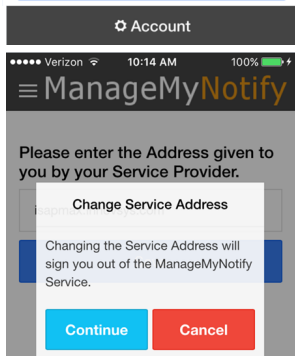 Account
Verizon 10:14 AM 100%
ManageMyNotify
Please enter the Address given to
you by your Service Provider.
Change Service Address
Changing the Service Address will
sign you out of the ManageMyNotify
Service.
Continue Cancel